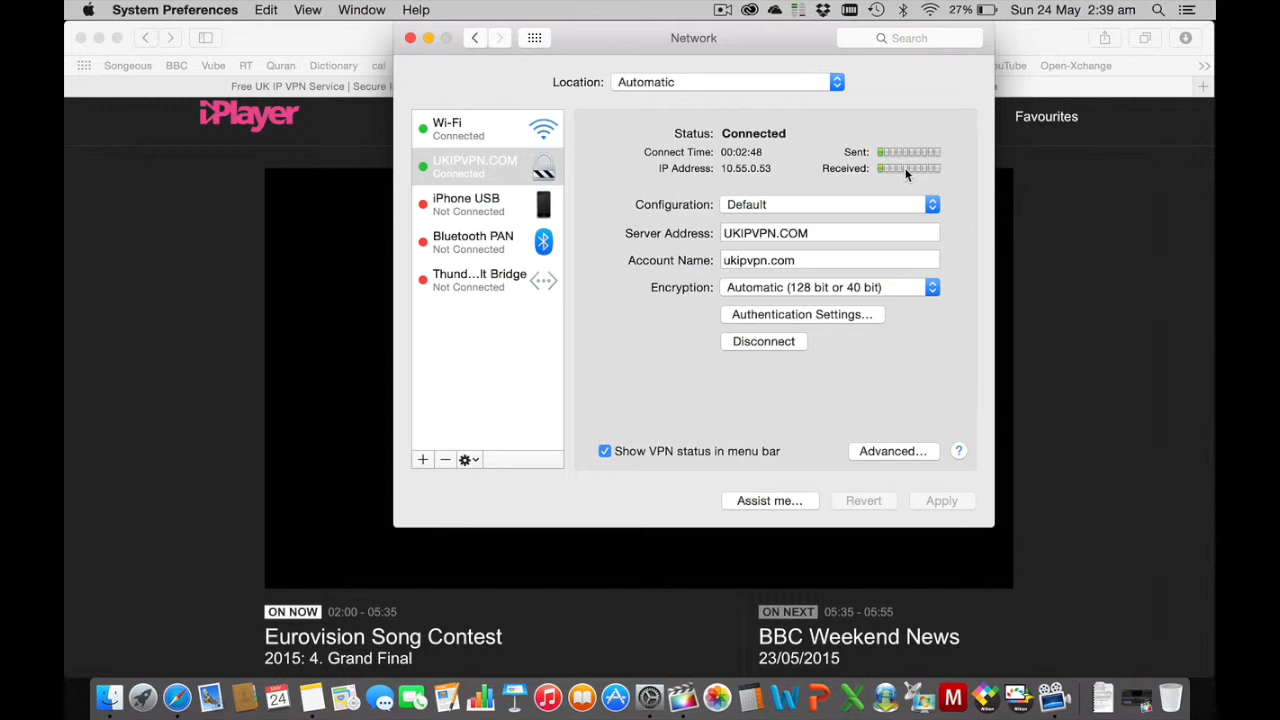 System Preferences Edit View Window Help 27% Sun 24 May 2:39 am
Network
Search
Songeous BBC Vube RT Quran Dictionary cal
ouTube Open-Xchange
Free UK IP VPN Service | Secure I
iPlayer
Favourites
Location: Automatic
Wi-Fi
Connected
UKIPVPN.COM
Connected
iPhone USB
Not Connected
Bluetooth PAN
Not Connected
Thund…lt Bridge
Not Connected
Status: Connected
Connect Time: 00:02:48 Sent:
IP Address: 10.55.0.53 Received:
Configuration: Default
Server Address: UKIPVPN.COM
Account Name: ukipvpn.com
Encryption: Automatic (128 bit or 40 bit)
Authentication Settings…
Disconnect
Show VPN status in menu bar Advanced… ?
Assist me… Revert Apply
ON NOW 02:00 - 05:35
Eurovision Song Contest
2015: 4. Grand Final
ON NEXT 05:35 - 05:55
BBC Weekend News
23/05/2015